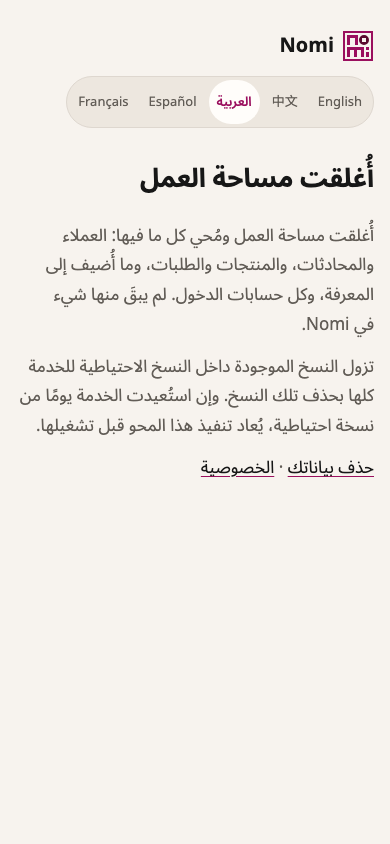 Nomi
English 中文 العربية Español Français
أُغلقت مساحة العمل
أُغلقت مساحة العمل ومُحي كل ما فيها: العملاء
والمحادثات، والمنتجات والطلبات، وما أُضيف إلى
المعرفة، وكل حسابات الدخول. لم يبقَ منها شيء
في Nomi.
تزول النسخ الموجودة داخل النسخ الاحتياطية للخدمة
كلها بحذف تلك النسخ. وإن استُعيدت الخدمة يومًا من
نسخة احتياطية، يُعاد تنفيذ هذا المحو قبل تشغيلها.
حذف بياناتك · الخصوصية